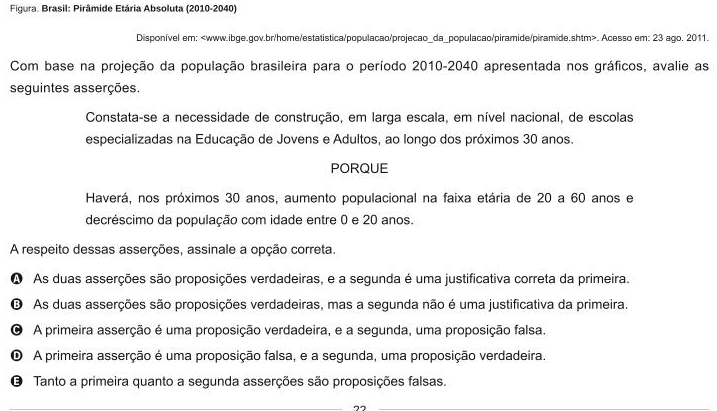 Figura. Brasil: Pirâmide Etária Absoluta (2010-2040)
Disponível em: <www.ibge.gov.br/home/estatistica/populacao/projecao_da_populacao/piramide/piramide.shtm>. Acesso em: 23 ago. 2011.
Com base na projeção da população brasileira para o período 2010-2040 apresentada nos gráficos, avalie as
seguintes asserções.
Constata-se a necessidade de construção, em larga escala, em nível nacional, de escolas
especializadas na Educação de Jovens e Adultos, ao longo dos próximos 30 anos.
PORQUE
Haverá, nos próximos 30 anos, aumento populacional na faixa etária de 20 a 60 anos e
decréscimo da população com idade entre 0 e 20 anos.
A respeito dessas asserções, assinale a opção correta.
A As duas asserções são proposições verdadeiras, e a segunda é uma justificativa correta da primeira.
B As duas asserções são proposições verdadeiras, mas a segunda não é uma justificativa da primeira.
C A primeira asserção é uma proposição verdadeira, e a segunda, uma proposição falsa.
D A primeira asserção é uma proposição falsa, e a segunda, uma proposição verdadeira.
E Tanto a primeira quanto a segunda asserções são proposições falsas.
22